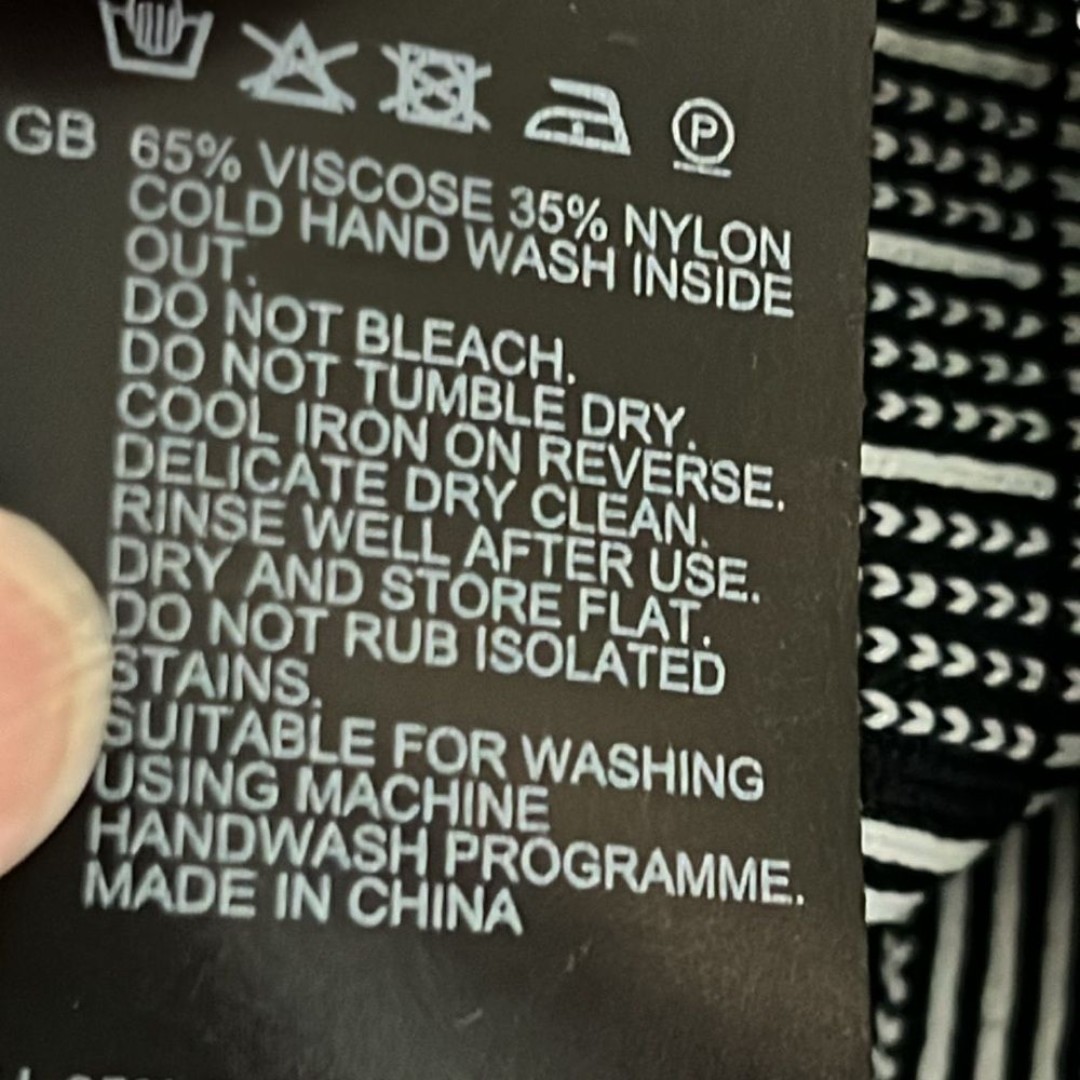 GB 65% VISCOSE 35% NYLON
COLD HAND WASH INSIDE
OUT.
DO NOT BLEACH.
DO NOT TUMBLE DRY.
COOL IRON ON REVERSE.
DELICATE DRY CLEAN.
RINSE WELL AFTER USE.
DRY AND STORE FLAT.
DO NOT RUB ISOLATED
STAINS.
SUITABLE FOR WASHING
USING MACHINE
HANDWASH PROGRAMME.
MADE IN CHINA